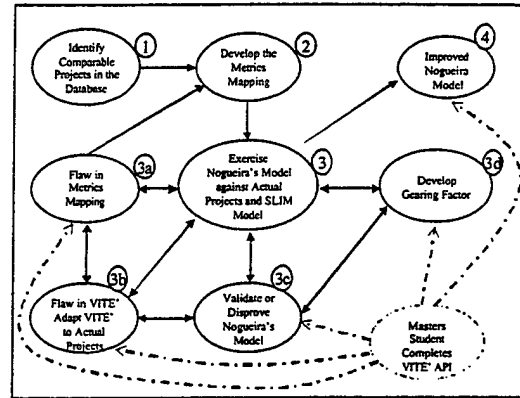 1
Identify
Comparable
Projects in the
Database
2
Develop the
Metrics
Mapping
4
Improved
Nogueira
Model
3a
Flaw in
Metrics
Mapping
3
Exercise
Nogueira's Model
against Actual
Projects and SLIM
Model
3d
Develop
Gearing Factor
3b
Flaw in VITE'
Adapt VITE'
to Actual
Projects
3c
Validate or
Disprove
Nogueira's
Model
Masters
Student
Completes
VITE' API